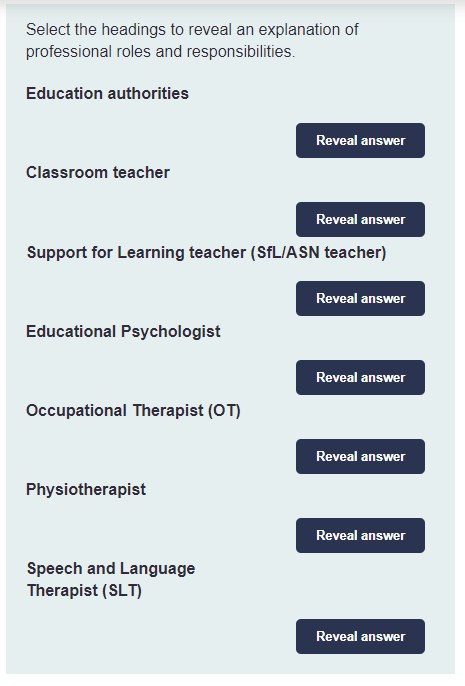 Select the headings to reveal an explanation of
professional roles and responsibilities.
Education authorities
Reveal answer
Classroom teacher
Reveal answer
Support for Learning teacher (SfL/ASN teacher)
Reveal answer
Educational Psychologist
Reveal answer
Occupational Therapist (OT)
Reveal answer
Physiotherapist
Reveal answer
Speech and Language
Therapist (SLT)
Reveal answer